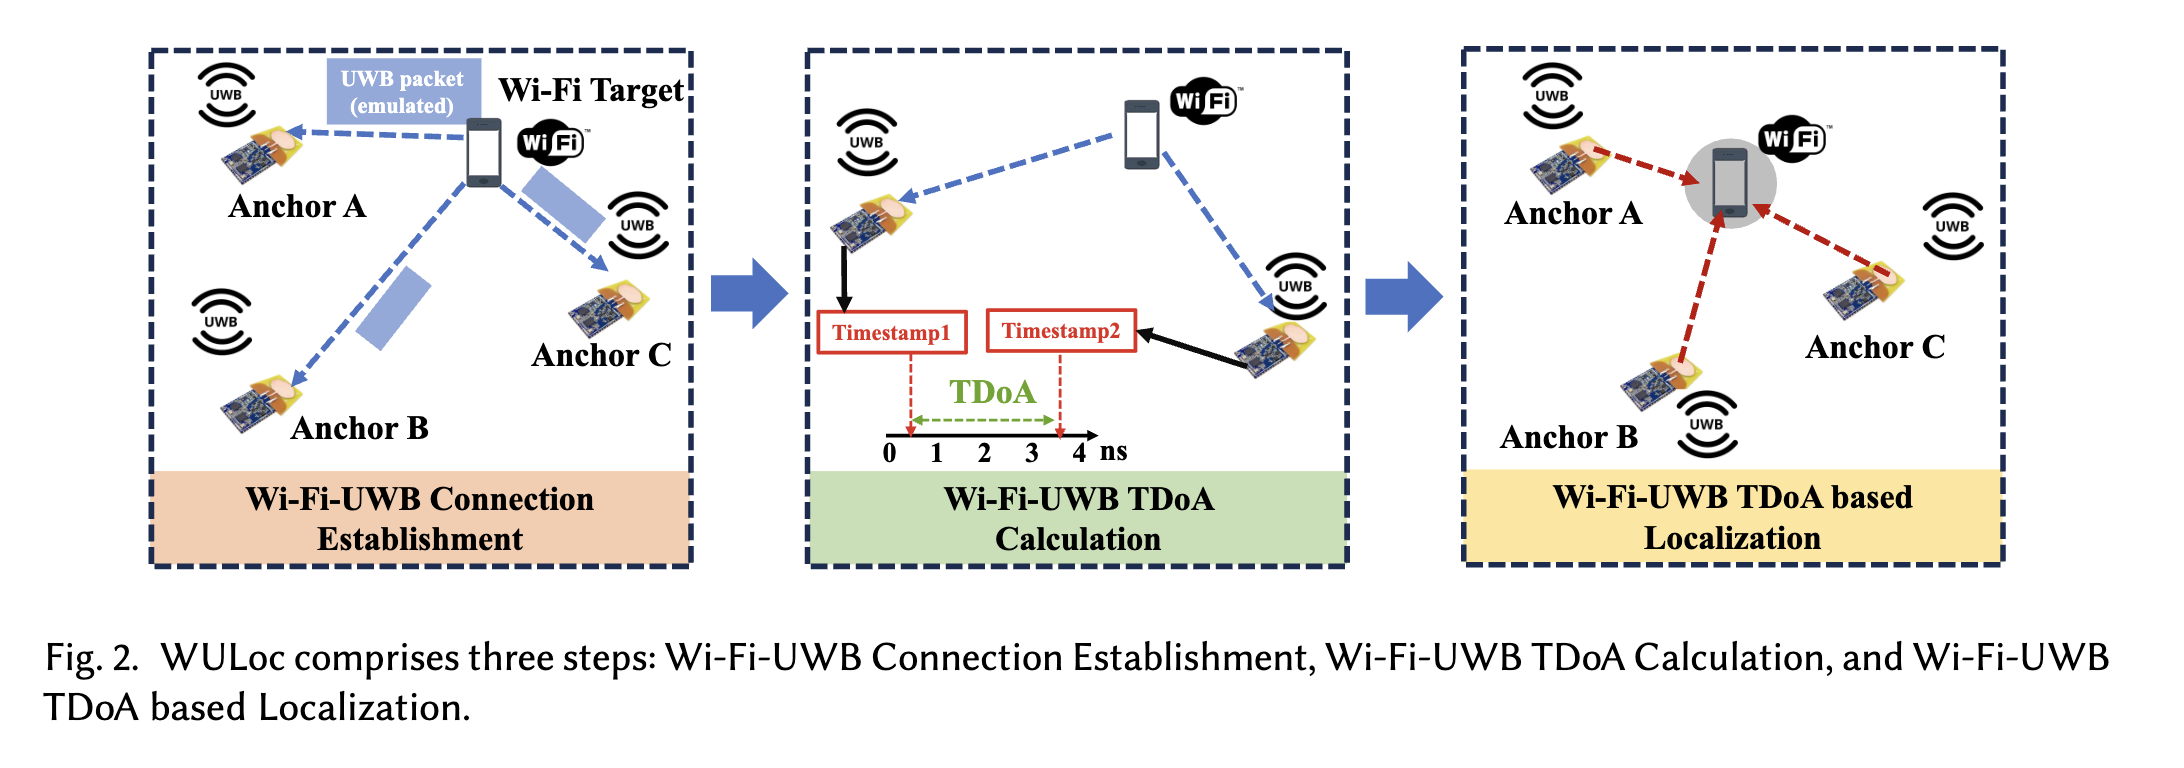 UWB
UWB packet
(emulated)
Wi-Fi Target
Wi Fi™
Anchor A
UWB
UWB
Anchor C
Anchor B
Wi-Fi-UWB Connection
Establishment
Wi Fi™
UWB
UWB
Timestamp1
Timestamp2
TDoA
0 1 2 3 4 ns
Wi-Fi-UWB TDoA
Calculation
UWB
Wi Fi™
Anchor A
UWB
Anchor C
Anchor B
UWB
Wi-Fi-UWB TDoA based
Localization
Fig. 2. WULoc comprises three steps: Wi-Fi-UWB Connection Establishment, Wi-Fi-UWB TDoA Calculation, and Wi-Fi-UWB
TDoA based Localization.